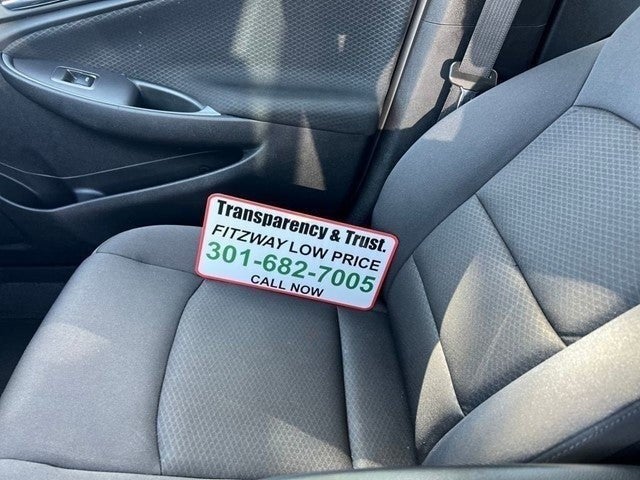 Transparency & Trust.
FITZWAY LOW PRICE
301-682-7005
CALL NOW